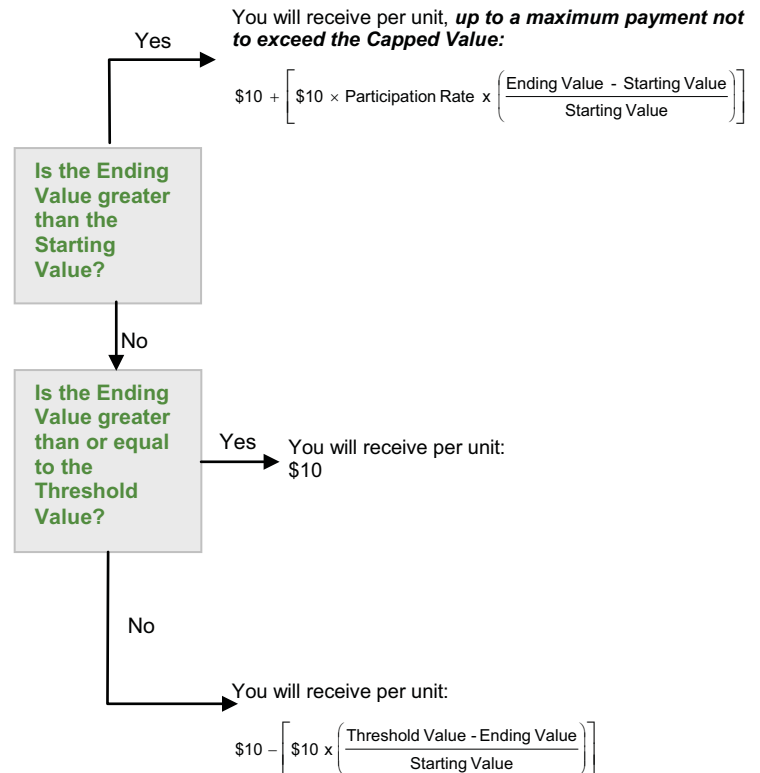 You will receive per unit, up to a maximum payment not
to exceed the Capped Value:
Yes
$10 + [ $10 × Participation Rate x ( Ending Value - Starting Value / Starting Value ) ]
Is the Ending
Value greater
than the
Starting
Value?
No
Is the Ending
Value greater
than or equal
to the
Threshold
Value?
Yes
You will receive per unit:
$10
No
You will receive per unit:
$10 – [ $10 x ( Threshold Value - Ending Value / Starting Value ) ]